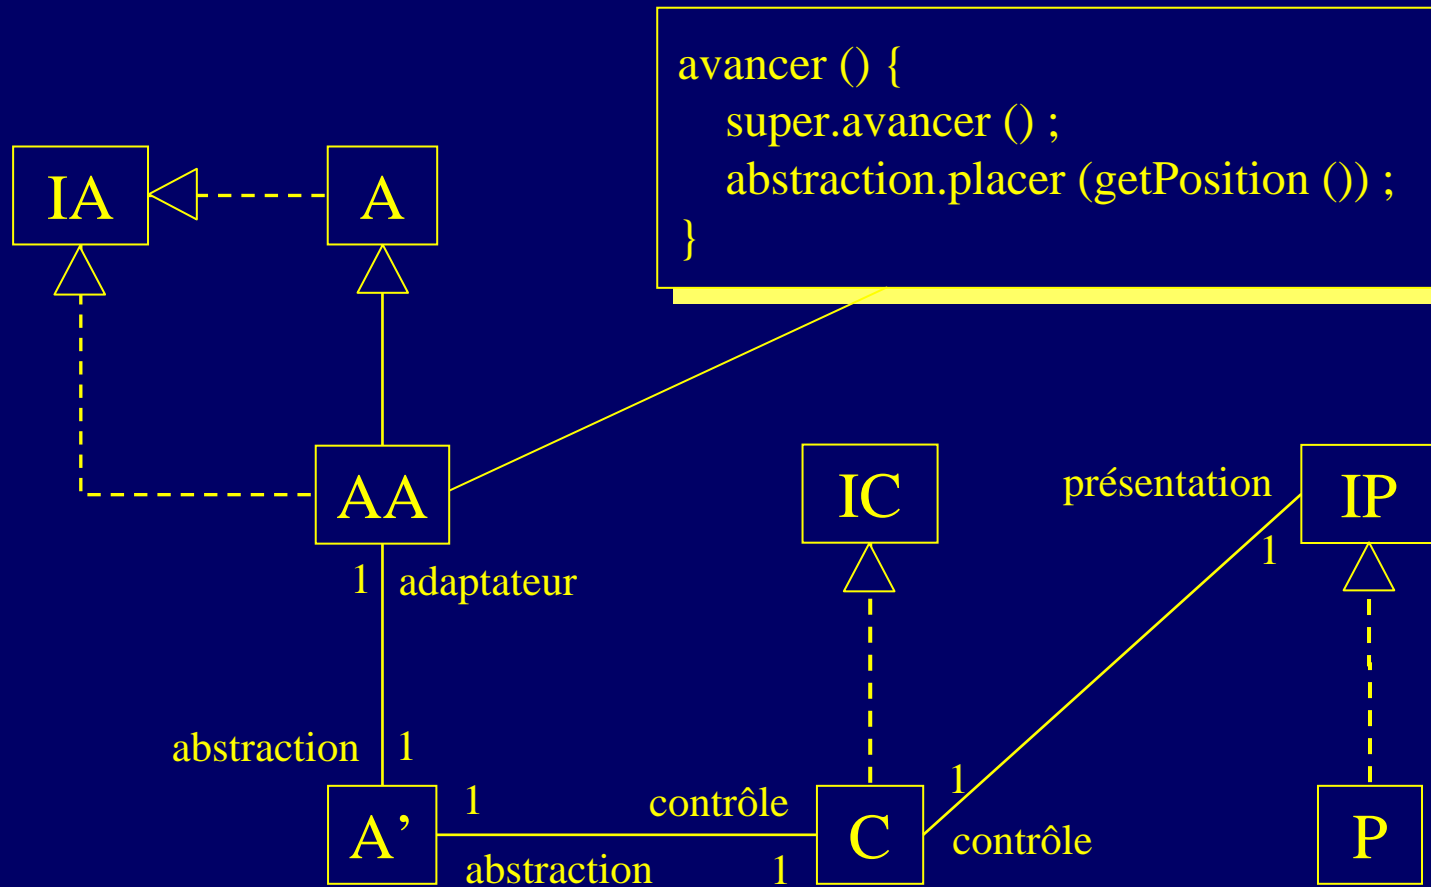 avancer () {
super.avancer () ;
abstraction.placer (getPosition ()) ;
}
IA
A
AA
IC
présentation
IP
1
1 adaptateur
abstraction 1
1
1
contrôle
A’
C
contrôle
P
abstraction
1